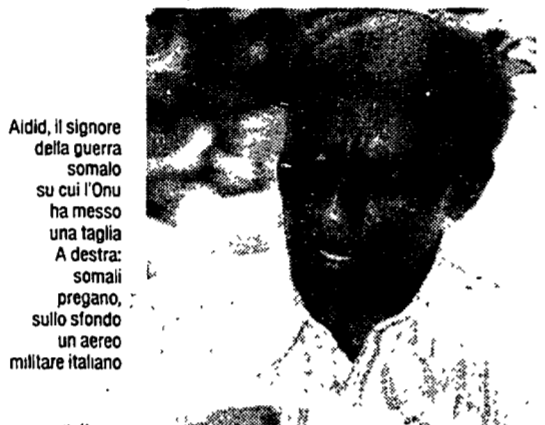 Aidid, il signore
della guerra
somalo
su cui l'Onu
ha messo
una taglia
A destra:
somali
pregano,
sullo sfondo
un aereo
militare italiano